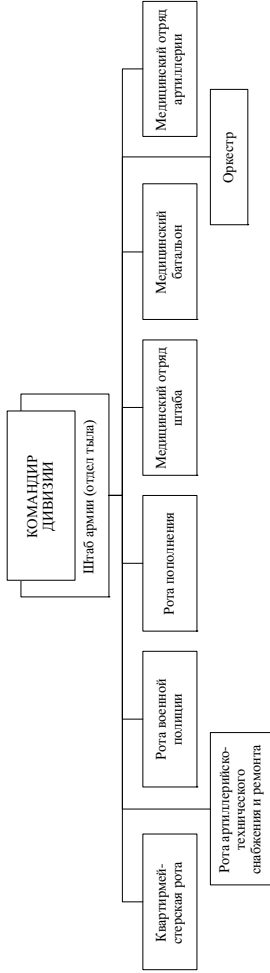 КОМАНДИР
ДИВИЗИИ
Штаб армии (отдел тыла)
Квартирмей-
стерская рота
Рота военной
полиции
Рота пополнения
Медицинский отряд
штаба
Медицинский
батальон
Медицинский отряд
артиллерии
Рота артиллерийско-
технического
снабжения и ремонта
Оркестр